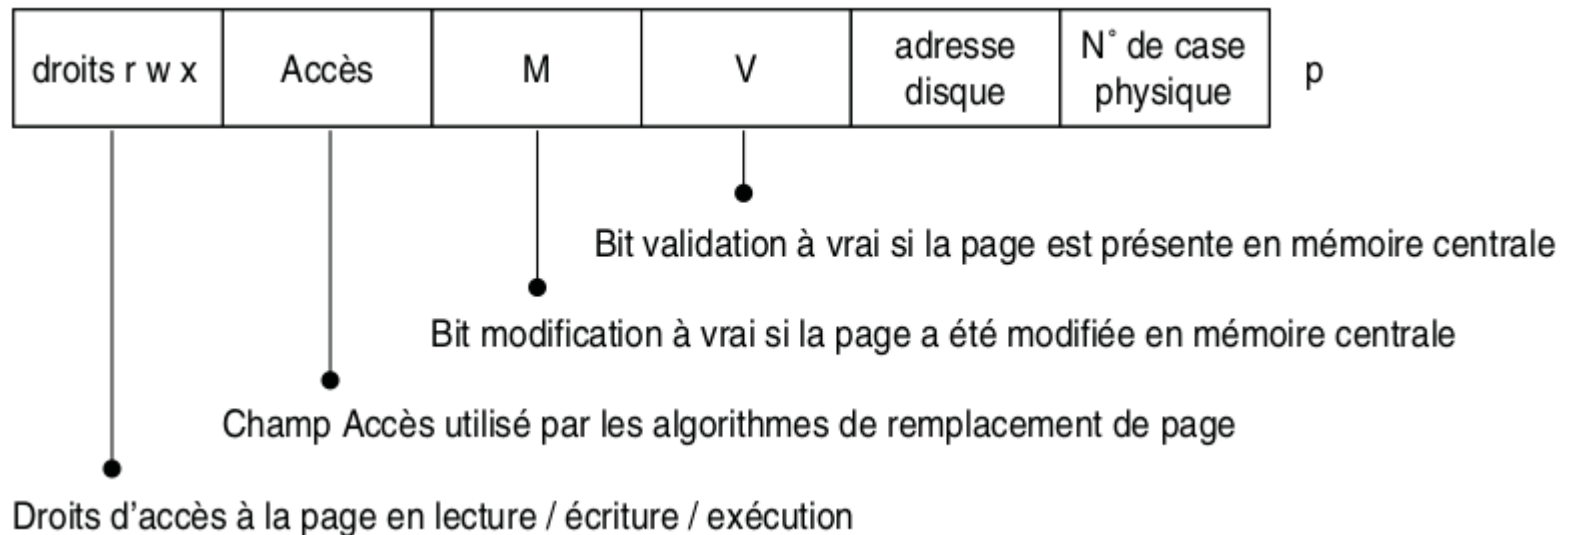 droits r w x
Accès
M
V
adresse
disque
N° de case
physique
p
Bit validation à vrai si la page est présente en mémoire centrale
Bit modification à vrai si la page a été modifiée en mémoire centrale
Champ Accès utilisé par les algorithmes de remplacement de page
Droits d’accès à la page en lecture / écriture / exécution